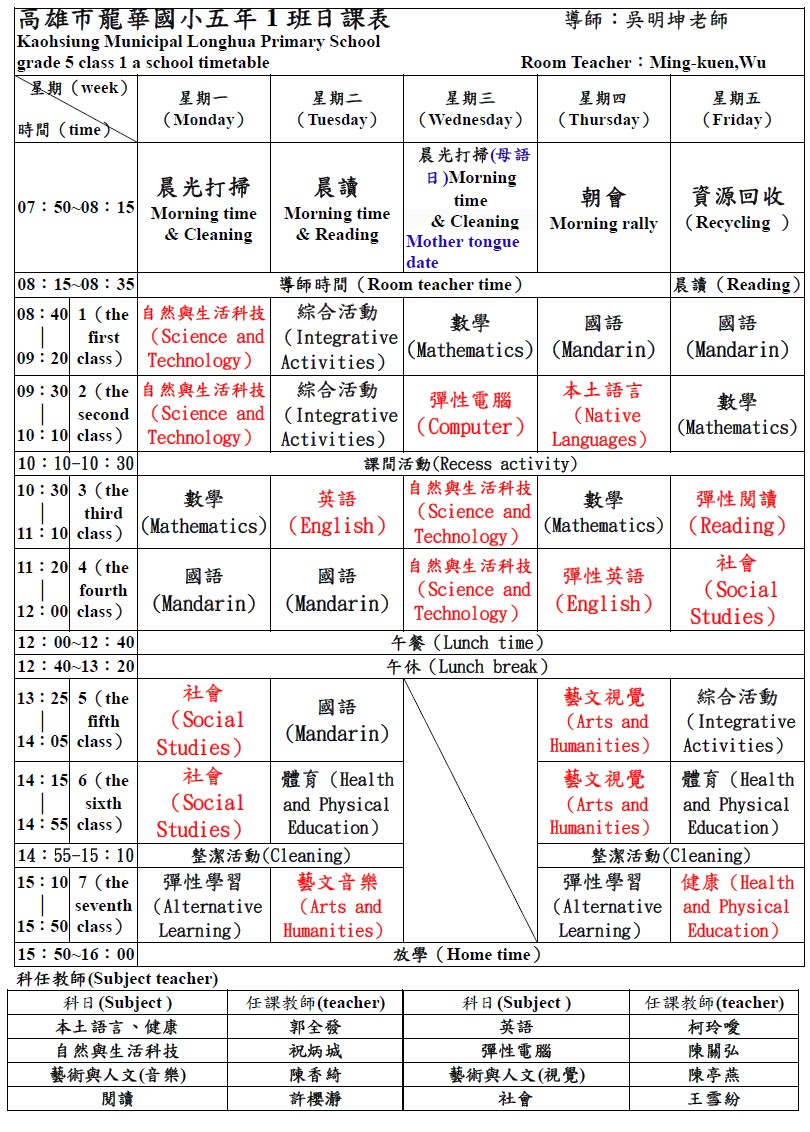 高雄市龍華國小五年1班日課表 導師：吳明坤老師
Kaohsiung Municipal Longhua Primary School
grade 5 class 1 a school timetable Room Teacher：Ming-kuen,Wu
星期（week）
時間（time）
星期一
（Monday）
星期二
（Tuesday）
星期三
（Wednesday）
星期四
（Thursday）
星期五
（Friday）
07：50~08：15
晨光打掃
Morning time
& Cleaning
晨讀
Morning time
& Reading
晨光打掃(母語
日)Morning
time
& Cleaning
Mother tongue
date
朝會
Morning rally
資源回收
（Recycling ）
08：15~08：35 導師時間（Room teacher time） 晨讀（Reading）
08：40
|
09：20
1（the
first
class）
自然與生活科技
（Science and
Technology）
綜合活動
（Integrative
Activities）
數學
(Mathematics)
國語
(Mandarin)
國語
(Mandarin)
09：30
|
10：10
2（the
second
class）
自然與生活科技
（Science and
Technology）
綜合活動
（Integrative
Activities）
彈性電腦
(Computer)
本土語言
（Native
Languages）
數學
(Mathematics)
10：10-10：30 課間活動(Recess activity)
10：30
|
11：10
3（the
third
class）
數學
(Mathematics)
英語
(English)
自然與生活科技
（Science and
Technology）
數學
(Mathematics)
彈性閱讀
(Reading)
11：20
|
12：00
4（the
fourth
class）
國語
(Mandarin)
國語
(Mandarin)
自然與生活科技
（Science and
Technology）
彈性英語
(English)
社會
（Social
Studies）
12：00~12：40 午餐（Lunch time）
12：40~13：20 午休（Lunch break）
13：25
|
14：05
5（the
fifth
class）
社會
（Social
Studies）
國語
(Mandarin)
藝文視覺
（Arts and
Humanities）
綜合活動
（Integrative
Activities）
14：15
|
14：55
6（the
sixth
class）
社會
（Social
Studies）
體育（Health
and Physical
Education）
藝文視覺
（Arts and
Humanities）
體育（Health
and Physical
Education）
14：55-15：10 整潔活動(Cleaning) 整潔活動(Cleaning)
15：10
|
15：50
7（the
seventh
class）
彈性學習
（Alternative
Learning）
藝文音樂
（Arts and
Humanities）
彈性學習
（Alternative
Learning）
健康（Health
and Physical
Education）
15：50~16：00 放學（Home time）
科任教師(Subject teacher)
科日(Subject ) 任課教師(teacher) 科日(Subject ) 任課教師(teacher)
本土語言、健康 郭全發 英語 柯玲噯
自然與生活科技 祝炳城 彈性電腦 陳關弘
藝術與人文(音樂) 陳香綺 藝術與人文(視覺) 陳亭燕
閱讀 許櫻瀞 社會 王雪紛